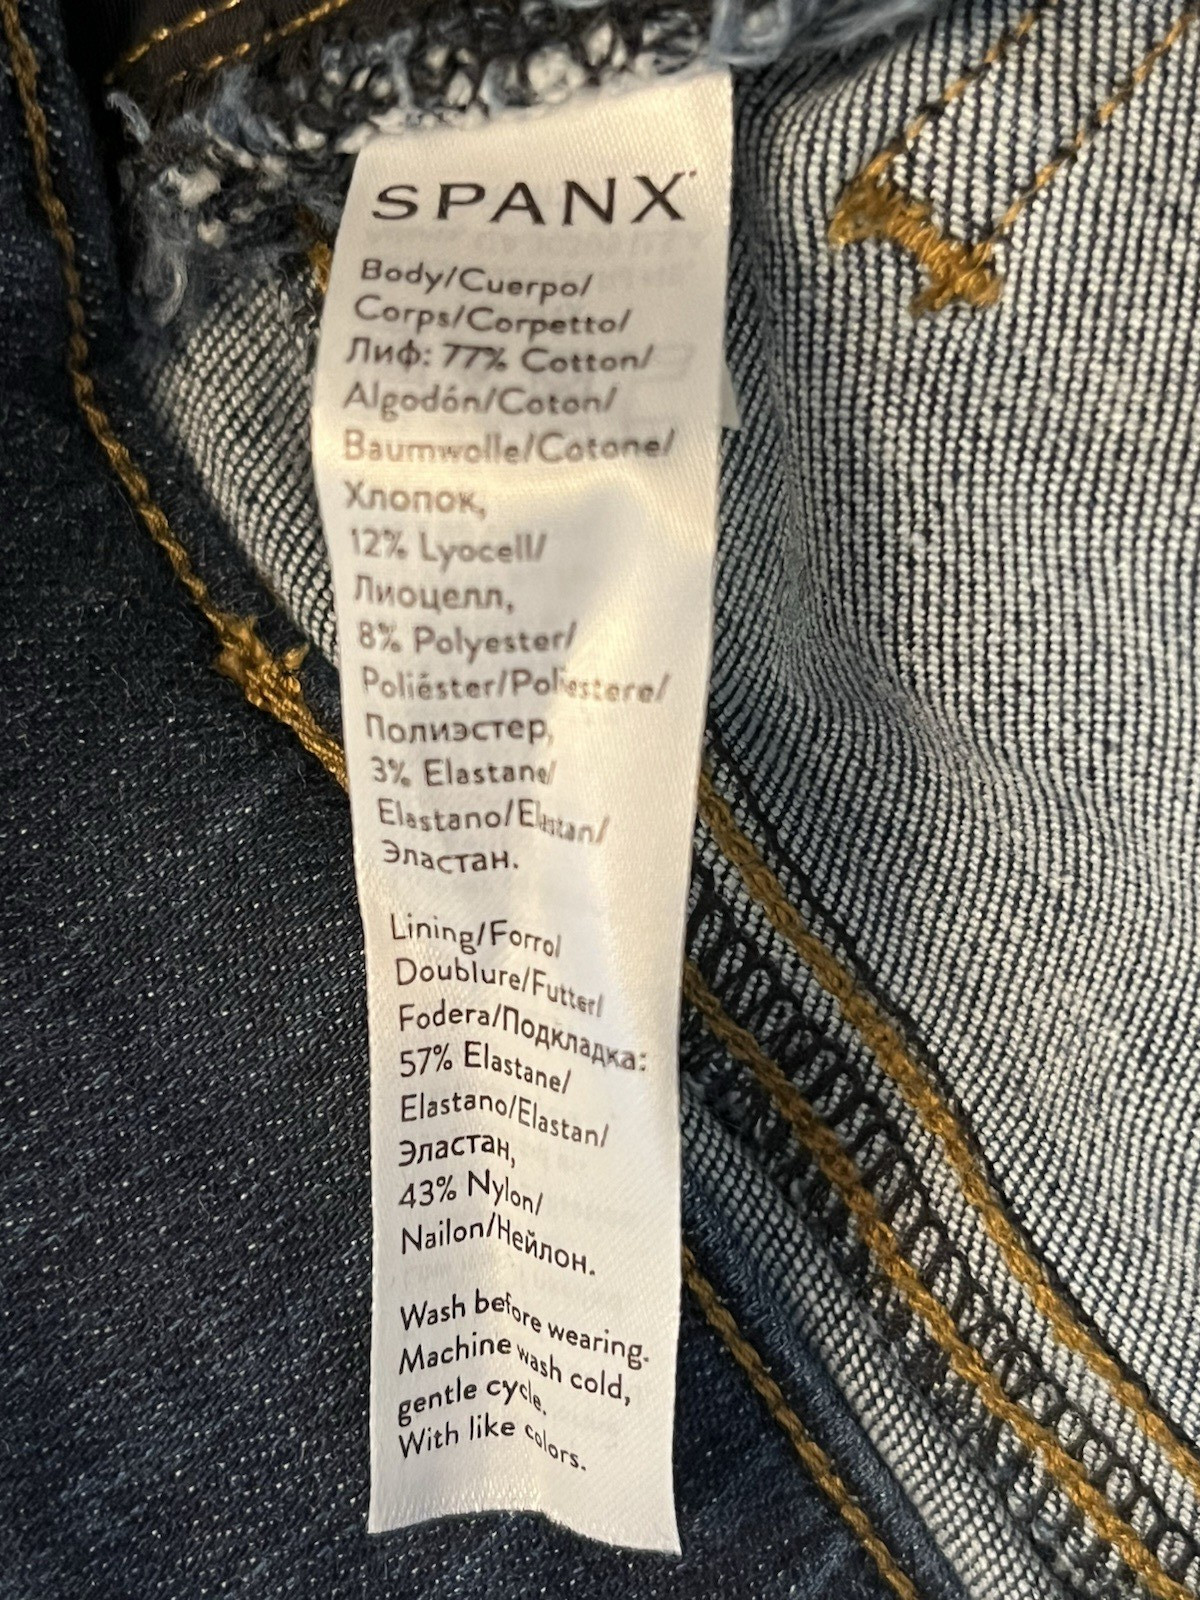 SPANX
Body/Cuerpo/
Corps/Corpetto/
Лиф: 77% Cotton/
Algodón/Coton/
Baumwolle/Cotone/
Хлопок,
12% Lyocell/
Лиоцелл,
8% Polyester/
Poliéster/Poliestere/
Полиэстер,
3% Elastane/
Elastano/Elastan/
Эластан.
Lining/Forro/
Doublure/Futter/
Fodera/Подкладка:
57% Elastane/
Elastano/Elastan/
Эластан,
43% Nylon/
Nailon/Нейлон.
Wash before wearing.
Machine wash cold,
gentle cycle.
With like colors.